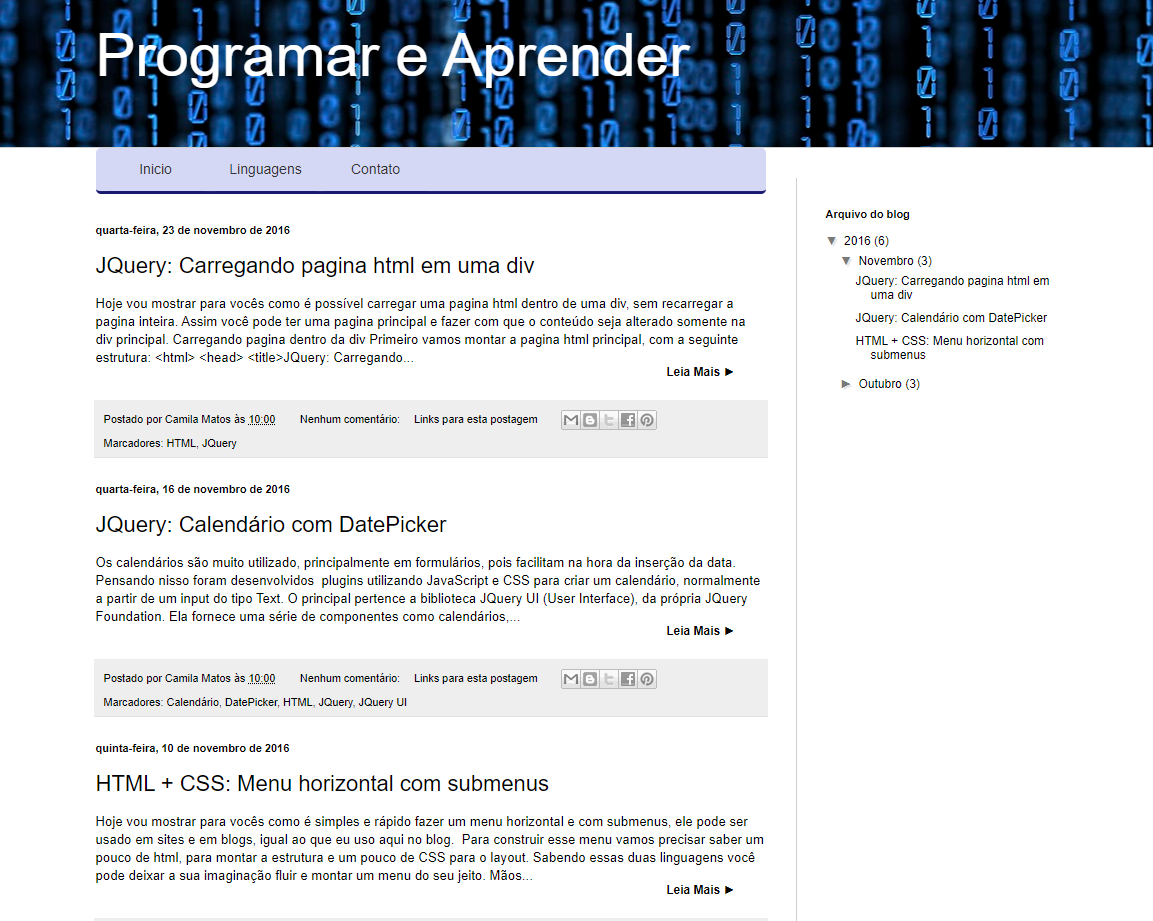 Programar e Aprender
Inicio Linguagens Contato
quarta-feira, 23 de novembro de 2016
JQuery: Carregando pagina html em uma div
Hoje vou mostrar para vocês como é possível carregar uma pagina html dentro de uma div, sem recarregar a
pagina inteira. Assim você pode ter uma pagina principal e fazer com que o conteúdo seja alterado somente na
div principal. Carregando pagina dentro da div Primeiro vamos montar a pagina html principal, com a seguinte
estrutura: <html> <head> <title>JQuery: Carregando...
Leia Mais ►
Postado por Camila Matos às 10:00 Nenhum comentário: Links para esta postagem
Marcadores: HTML, JQuery
quarta-feira, 16 de novembro de 2016
JQuery: Calendário com DatePicker
Os calendários são muito utilizado, principalmente em formulários, pois facilitam na hora da inserção da data.
Pensando nisso foram desenvolvidos  plugins utilizando JavaScript e CSS para criar um calendário, normalmente
a partir de um input do tipo Text. O principal pertence a biblioteca JQuery UI (User Interface), da própria JQuery
Foundation. Ela fornece uma série de componentes como calendários,...
Leia Mais ►
Postado por Camila Matos às 10:00 Nenhum comentário: Links para esta postagem
Marcadores: Calendário, DatePicker, HTML, JQuery, JQuery UI
quinta-feira, 10 de novembro de 2016
HTML + CSS: Menu horizontal com submenus
Hoje vou mostrar para vocês como é simples e rápido fazer um menu horizontal e com submenus, ele pode ser
usado em sites e em blogs, igual ao que eu uso aqui no blog.  Para construir esse menu vamos precisar saber um
pouco de html, para montar a estrutura e um pouco de CSS para o layout. Sabendo essas duas linguagens você
pode deixar a sua imaginação fluir e montar um menu do seu jeito. Mãos...
Leia Mais ►
Arquivo do blog
▼ 2016 (6)
▼ Novembro (3)
JQuery: Carregando pagina html em
uma div
JQuery: Calendário com DatePicker
HTML + CSS: Menu horizontal com
submenus
► Outubro (3)